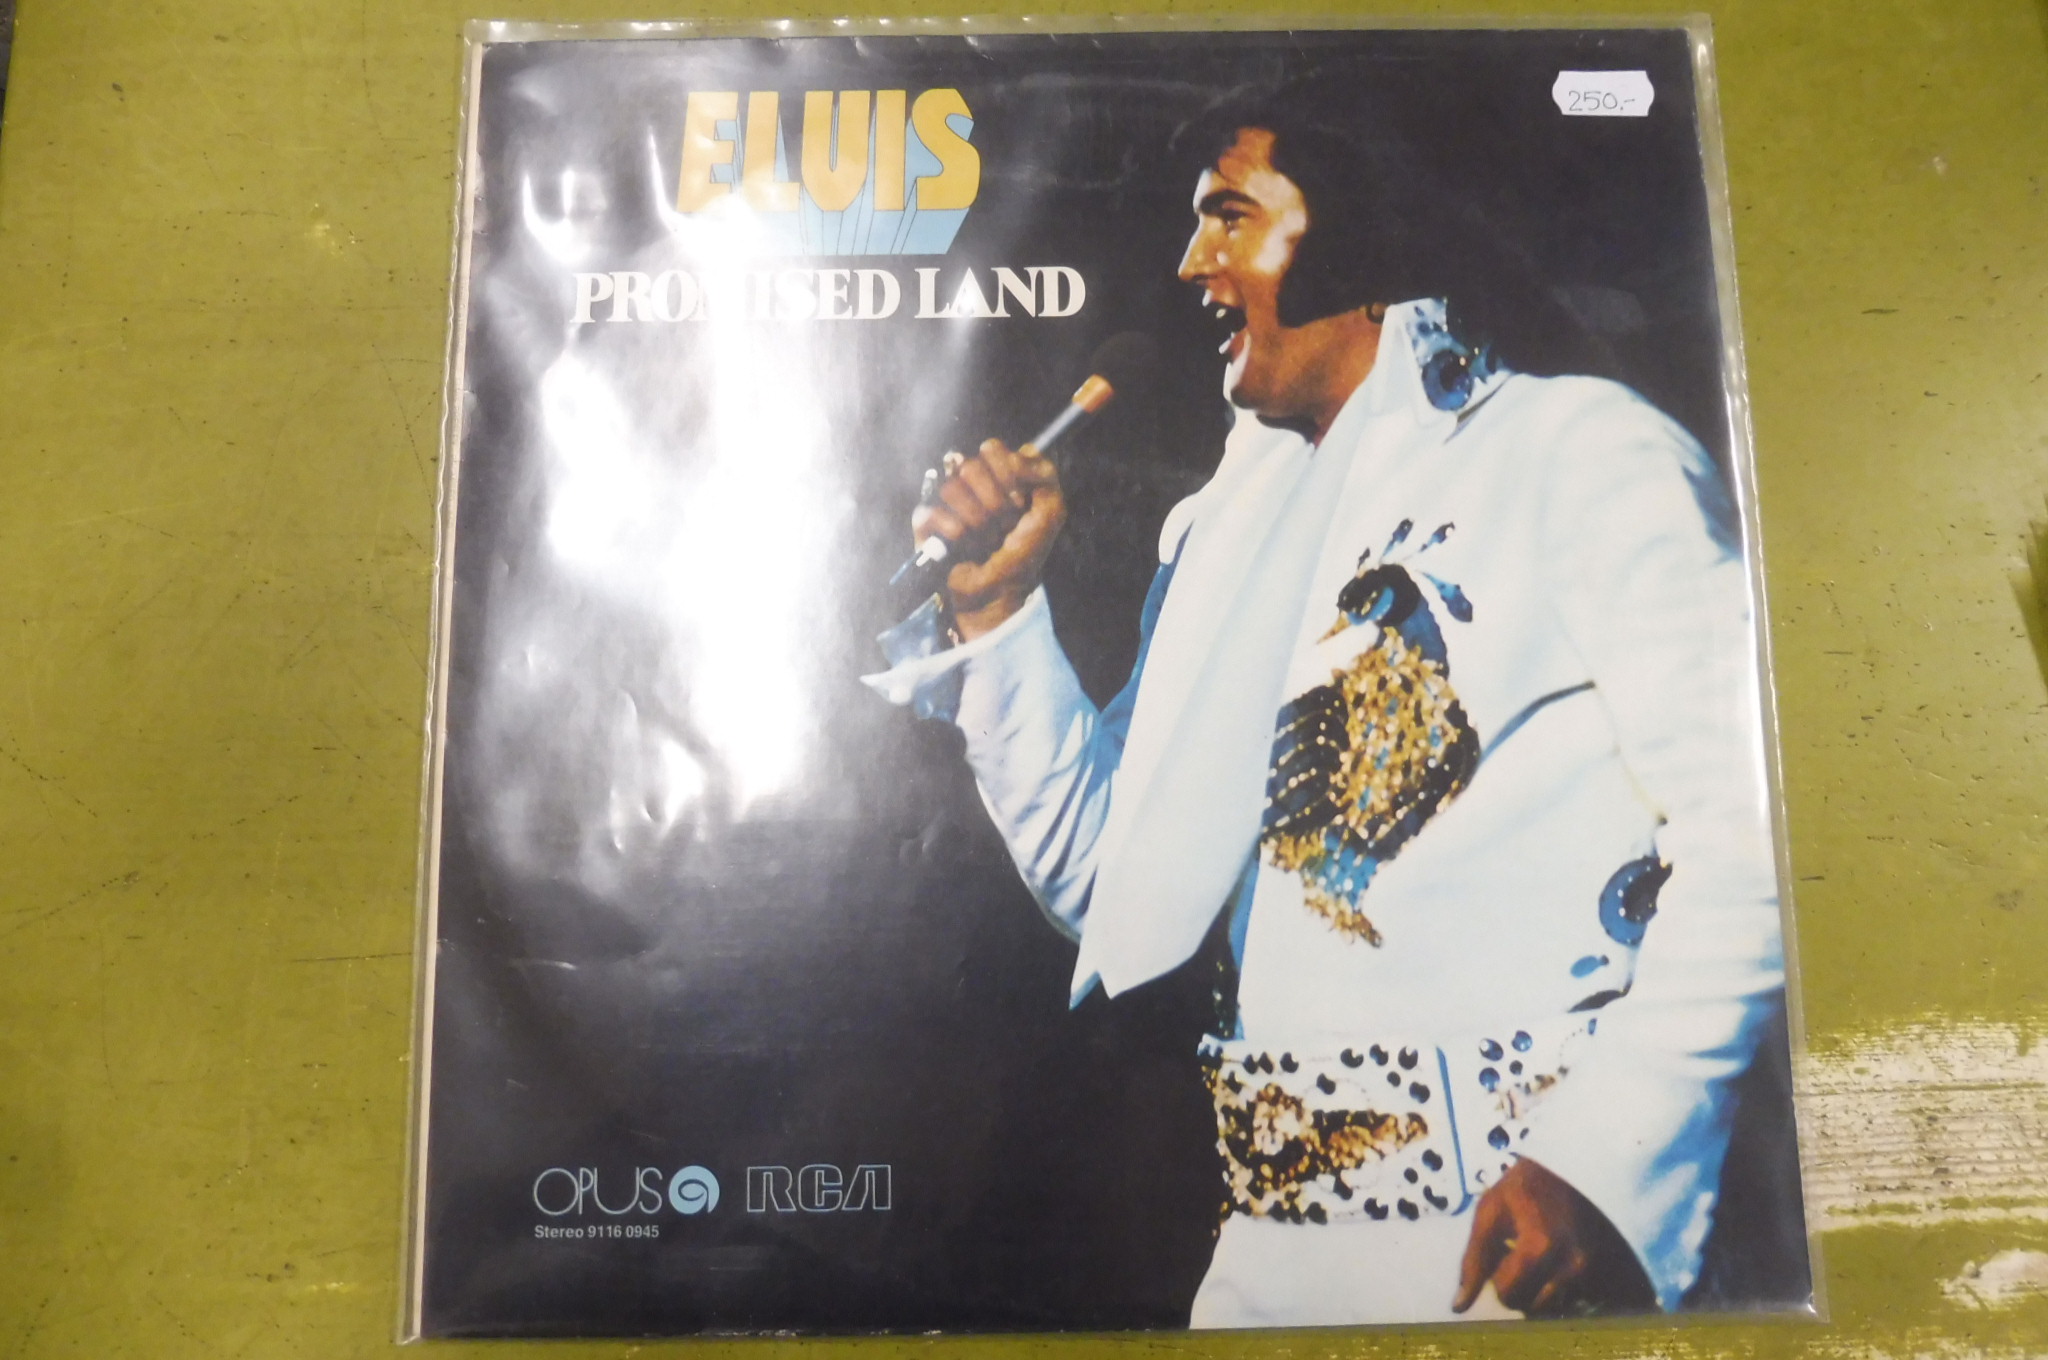 250.-
ELVIS
PROMISED LAND
OPUS RCA
Stereo 9116 0945